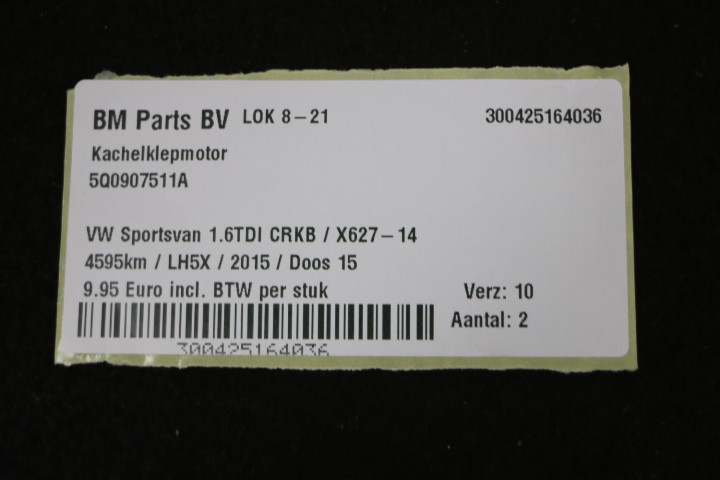 BM Parts BV LOK 8-21 300425164036
Kachelklepmotor
5Q0907511A
VW Sportsvan 1.6TDI CRKB / X627-14
4595km / LH5X / 2015 / Doos 15
9.95 Euro incl. BTW per stuk Verz: 10
Aantal: 2
300425164036